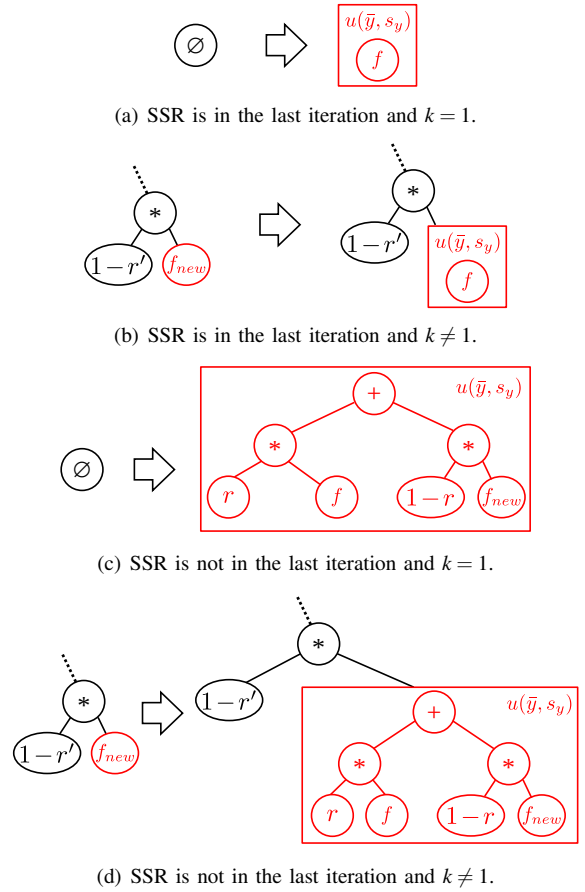 u(ȳ, s_y)
∅
f
(a) SSR is in the last iteration and k = 1.
*
*
1−r′
u(ȳ, s_y)
1−r′
f_new
f
(b) SSR is in the last iteration and k ≠ 1.
+
u(ȳ, s_y)
*
*
∅
r
f
1−r
f_new
(c) SSR is not in the last iteration and k = 1.
*
*
1−r′
+
u(ȳ, s_y)
1−r′
f_new
*
*
r
f
1−r
f_new
(d) SSR is not in the last iteration and k ≠ 1.